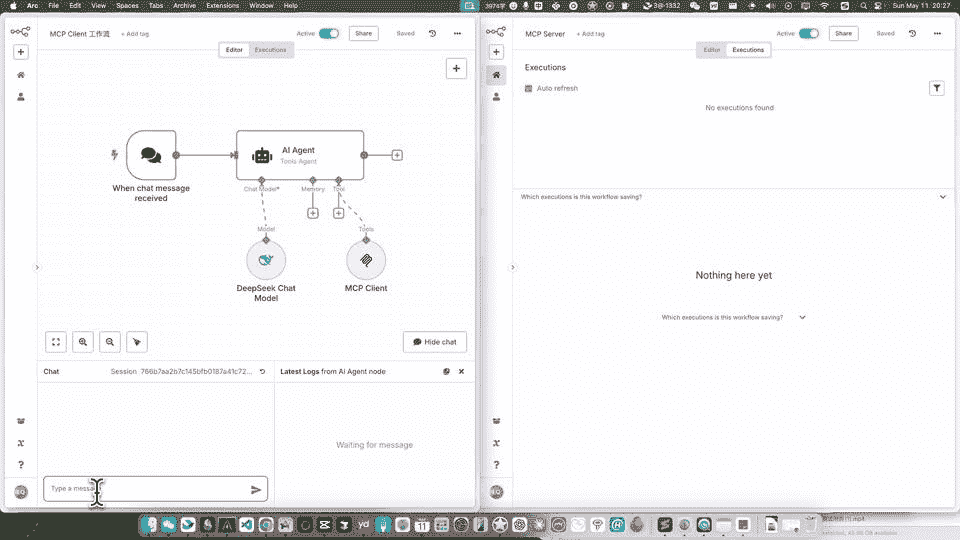 Arc File Edit View Spaces Tabs Archive Extensions Window Help
Sun May 11 20:27
MCP Client 工作流 + Add tag
Active Share Saved
Editor Executions
When chat message received
AI Agent
Tools Agent
Chat Model* Memory Tool
Model Tools
DeepSeek Chat Model
MCP Client
Hide chat
Chat
Session 766b7aa2b7c145bfb0187a41c72...
Latest Logs from AI Agent node
Waiting for message
Type a messa
MCP Server + Add tag
Active Share Saved
Editor Executions
Executions
Auto refresh
No executions found
Which executions is this workflow saving?
Nothing here yet
Which executions is this workflow saving?